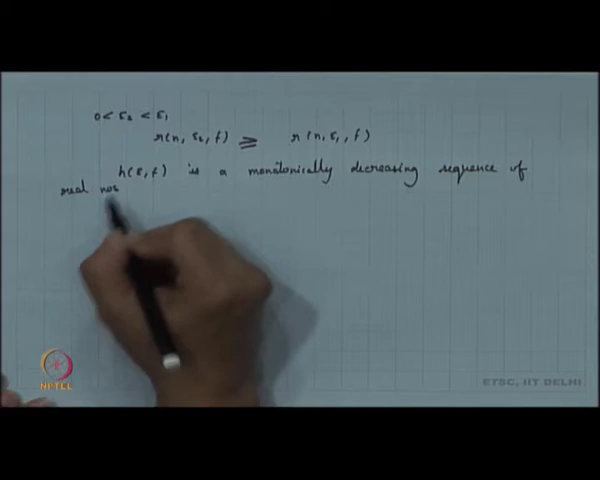 0 < ε₂ < ε₁
r(n, ε₂, f) ≥ r(n, ε₁, f)
h(ε, f) is a monotonically decreasing sequence of
real nos
NPTEL
ETSC, IIT DELHI